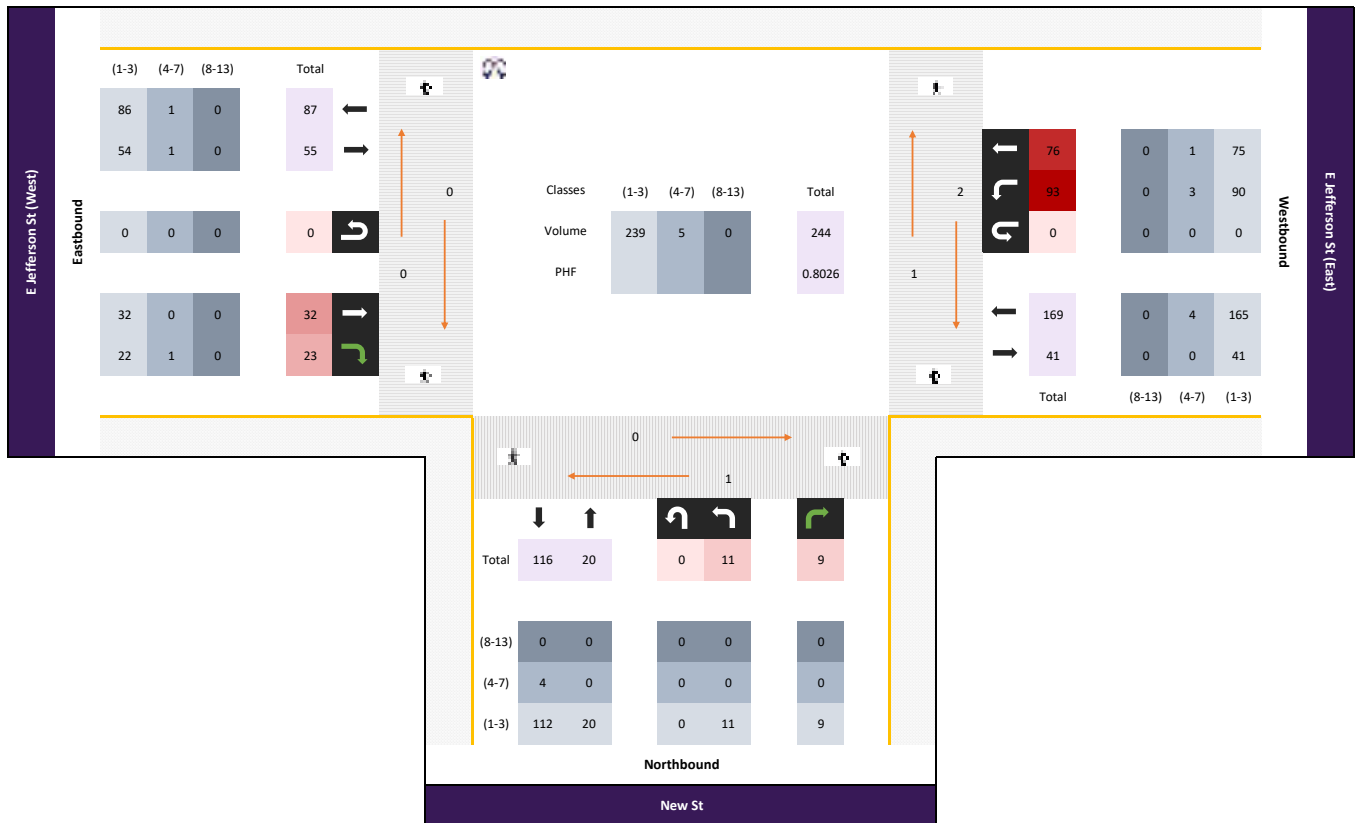 E Jefferson St (West)
Eastbound
(1-3) (4-7) (8-13) Total
86 1 0 87
54 1 0 55
0 0 0 0
32 0 0 32
22 1 0 23
0
0
Classes (1-3) (4-7) (8-13) Total
Volume 239 5 0 244
PHF 0.8026
2
1
76 0 1 75
93 0 3 90
0 0 0 0
169 0 4 165
41 0 0 41
Total (8-13) (4-7) (1-3)
Westbound
E Jefferson St (East)
0
1
Total 116 20 0 11 9
(8-13) 0 0 0 0 0
(4-7) 4 0 0 0 0
(1-3) 112 20 0 11 9
Northbound
New St